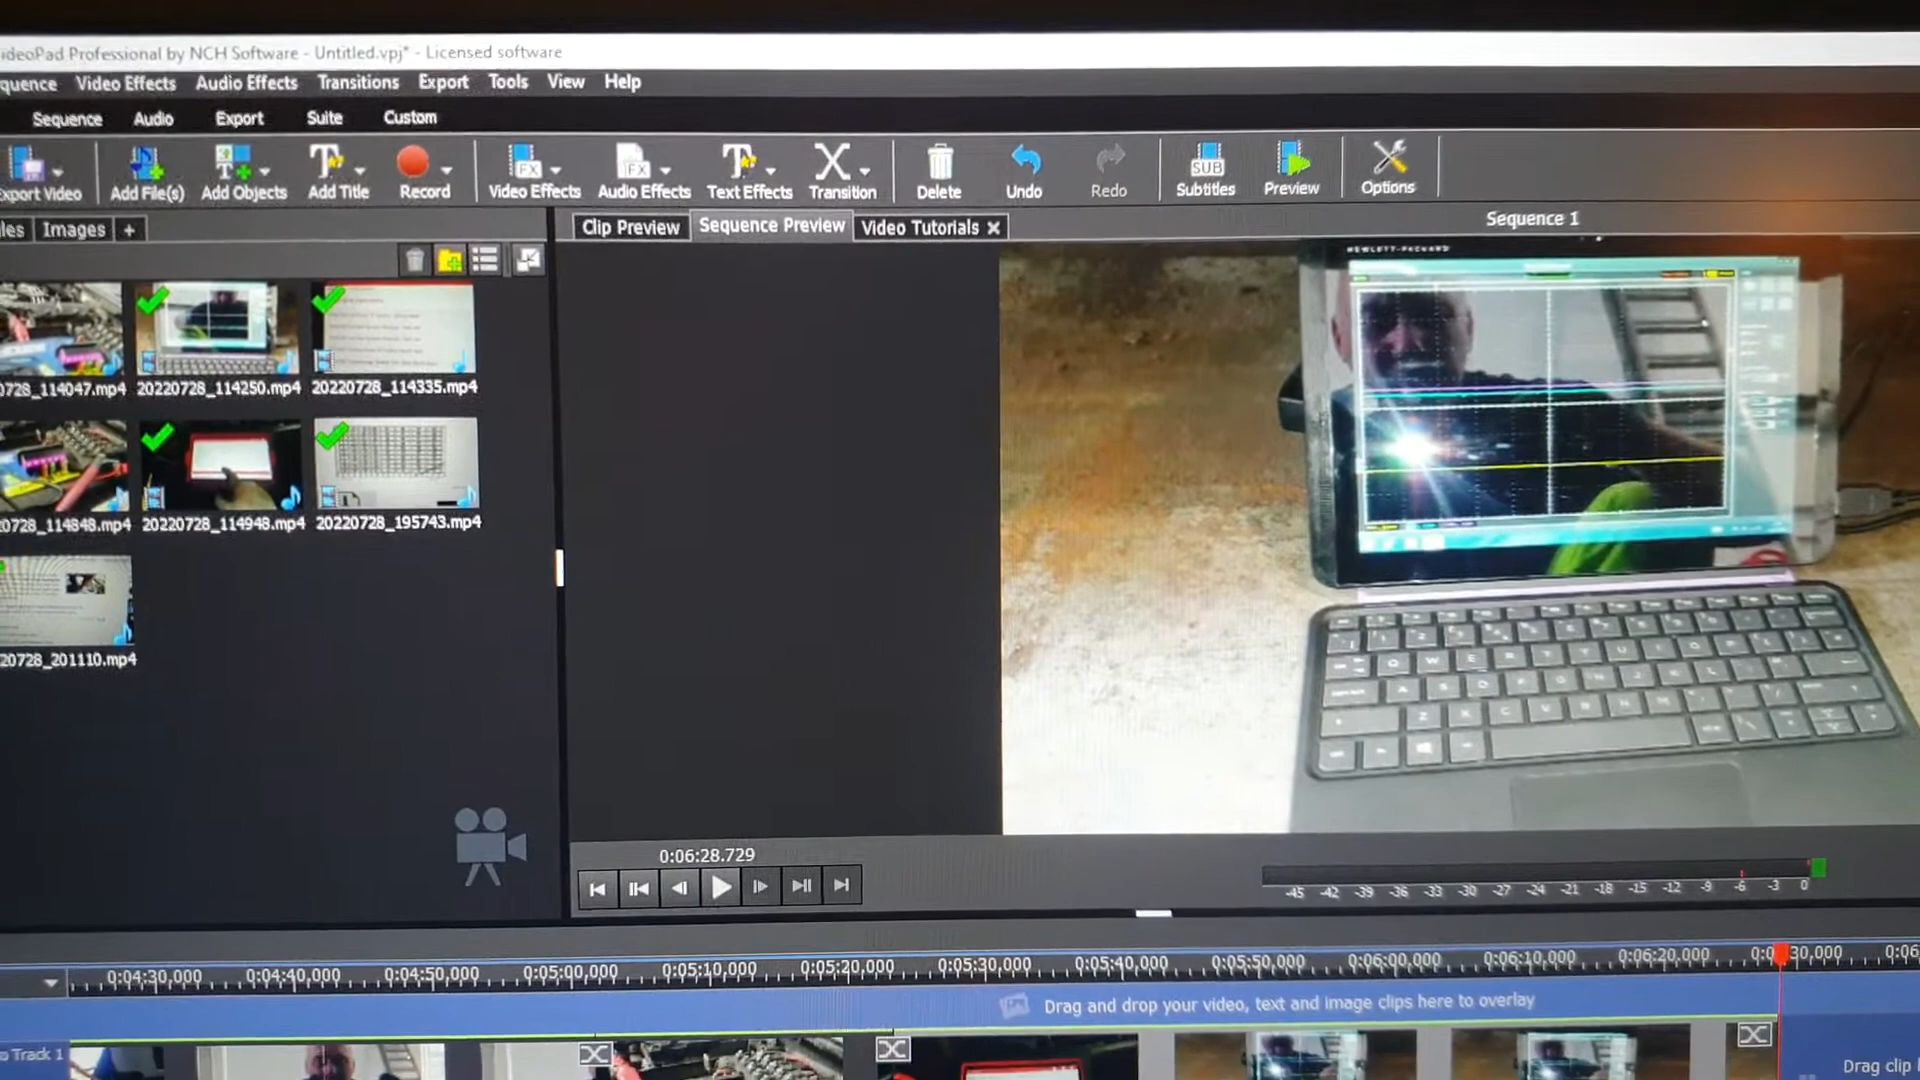 ideoPad Professional by NCH Software - Untitled.vpj* - Licensed software
quence Video Effects Audio Effects Transitions Export Tools View Help
Sequence Audio Export Suite Custom
xport Video Add File(s) Add Objects Add Title Record Video Effects Audio Effects Text Effects Transition Delete Undo Redo Subtitles Preview Options
les Images + Clip Preview Sequence Preview Video Tutorials Sequence 1
HEWLETT-PACKARD
0728_114047.mp4 20220728_114250.mp4 20220728_114335.mp4
0728_114848.mp4 20220728_114948.mp4 20220728_195743.mp4
20728_201110.mp4
0:06:28.729
-45 -42 -39 -36 -33 -30 -27 -24 -21 -18 -15 -12 -9 -6 -3 0
0:04:30,000 0:04:40,000 0:04:50,000 0:05:00,000 0:05:10,000 0:05:20,000 0:05:30,000 0:05:40,000 0:05:50,000 0:06:00,000 0:06:10,000 0:06:20,000 30,000 0:06
Drag and drop your video, text and image clips here to overlay
o Track 1
Drag clip